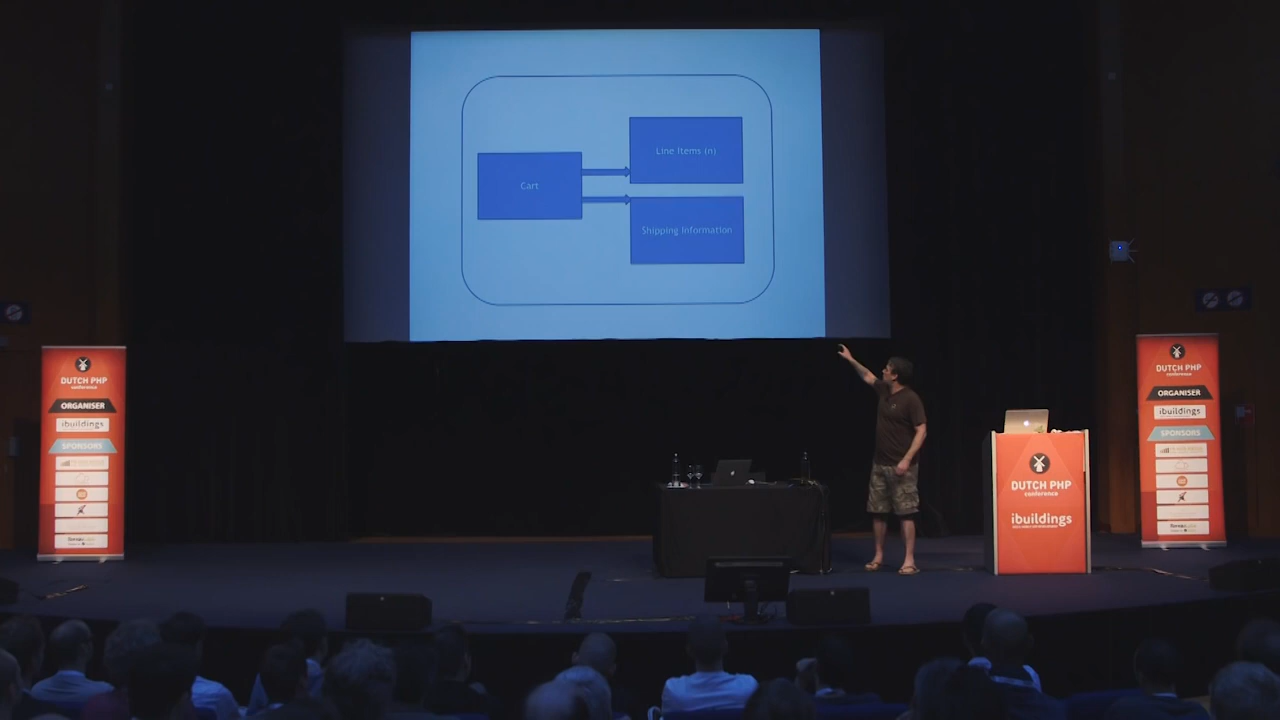 Line Items (n)
Cart
Shipping Information
DUTCH PHP
conference
ORGANISER
ibuildings
SPONSORS
DUTCH PHP
conference
ibuildings
DUTCH PHP
conference
ORGANISER
ibuildings
SPONSORS